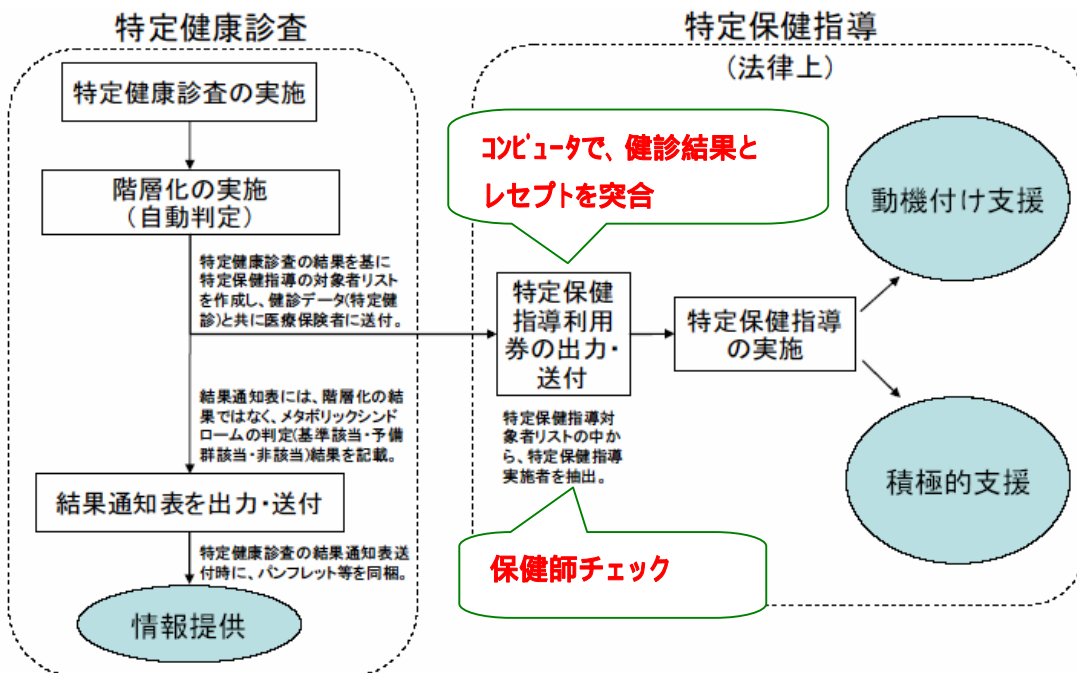 特定健康診査
特定健康診査の実施
階層化の実施
（自動判定）
特定健康診査の結果を基に
特定保健指導の対象者リスト
を作成し、健診データ(特定健
診)と共に医療保険者に送付。
結果通知表には、階層化の結
果ではなく、メタボリックシンド
ロームの判定(基準該当・予備
群該当・非該当)結果を記載。
結果通知表を出力・送付
特定健康診査の結果通知表送
付時に、パンフレット等を同梱。
情報提供
特定保健指導
（法律上）
ｺﾝﾋﾟｭｰﾀで、健診結果と
レセプトを突合
特定保健
指導利用
券の出力・
送付
特定保健指導対
象者リストの中か
ら、特定保健指導
実施者を抽出。
保健師チェック
特定保健指導
の実施
動機付け支援
積極的支援